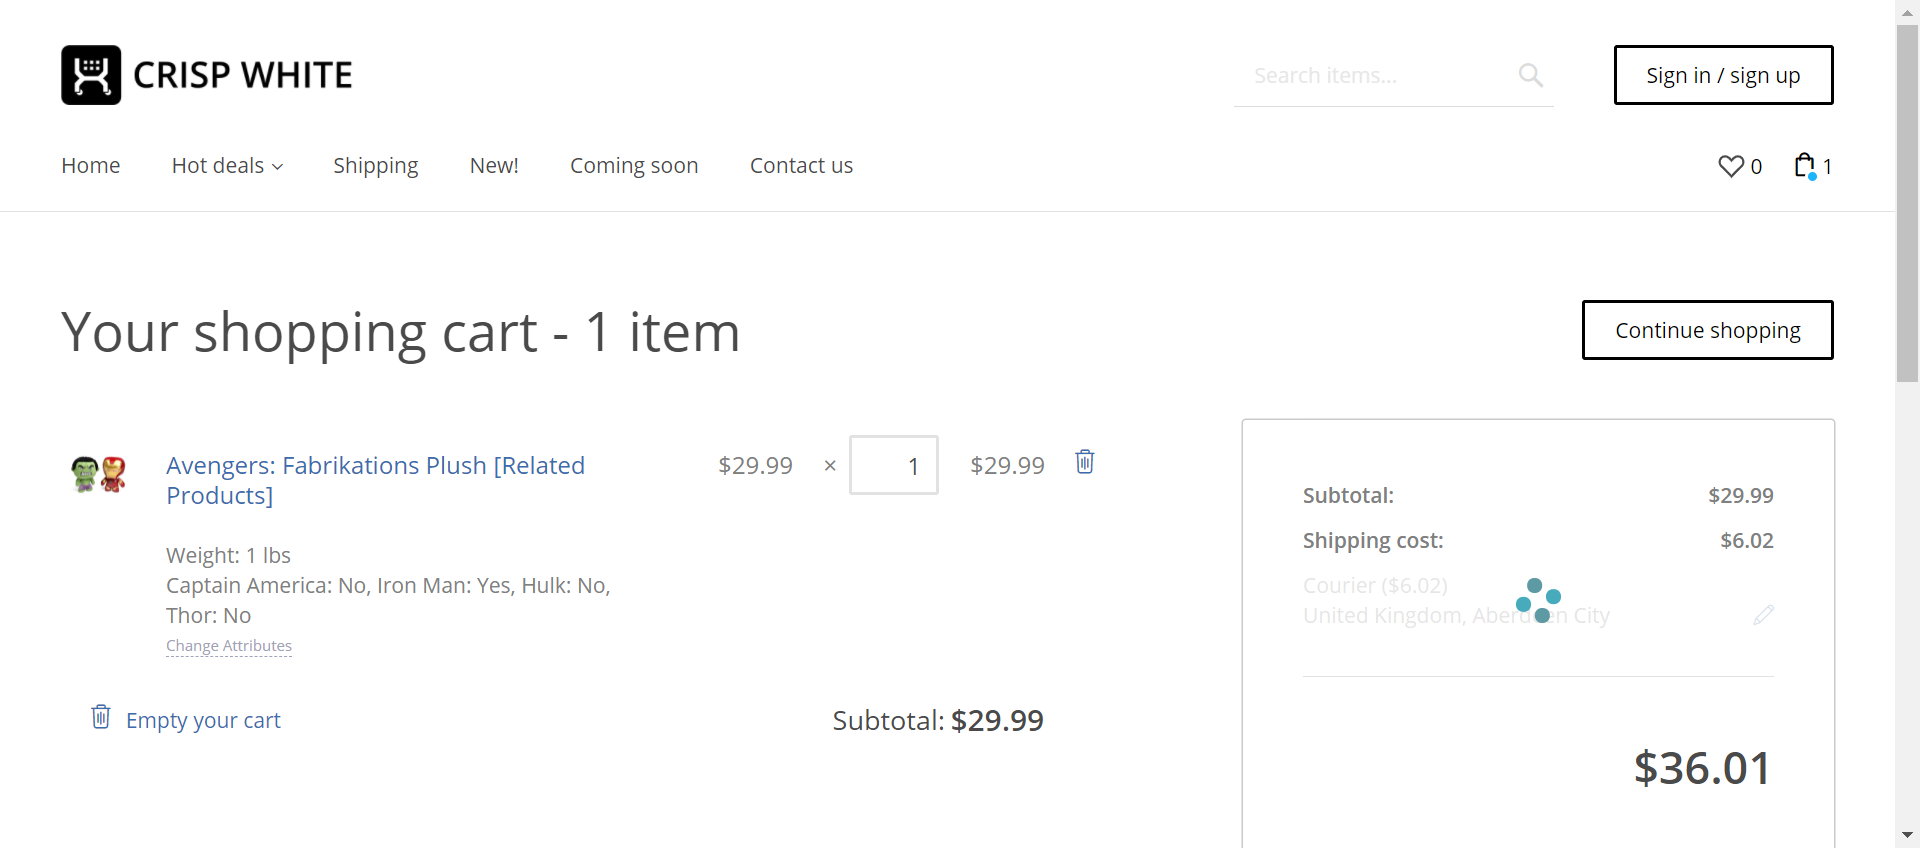 CRISP WHITE
Search items...
Sign in / sign up
Home
Hot deals
Shipping
New!
Coming soon
Contact us
0
1
Your shopping cart - 1 item
Continue shopping
Avengers: Fabrikations Plush [Related
Products]
$29.99 × 1 $29.99
Weight: 1 lbs
Captain America: No, Iron Man: Yes, Hulk: No,
Thor: No
Change Attributes
Empty your cart
Subtotal: $29.99
Subtotal: $29.99
Shipping cost: $6.02
Courier ($6.02)
United Kingdom, Aberdeen City
$36.01